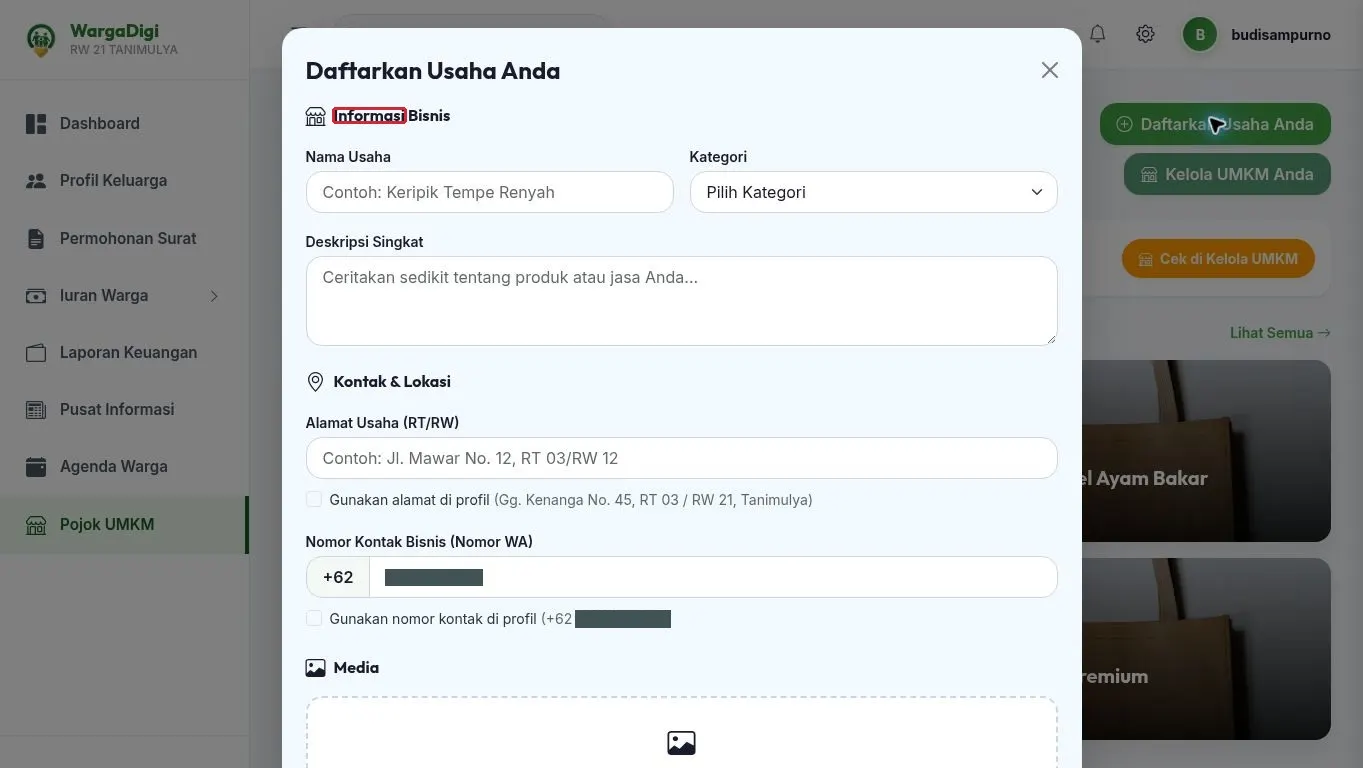 WargaDigi
RW 21 TANIMULYA
Dashboard
Profil Keluarga
Permohonan Surat
Iuran Warga
Laporan Keuangan
Pusat Informasi
Agenda Warga
Pojok UMKM
B
budisampurno
Daftarkan Usaha Anda
Kelola UMKM Anda
Cek di Kelola UMKM
Lihat Semua →
el Ayam Bakar
remium
Daftarkan Usaha Anda
Informasi Bisnis
Nama Usaha
Contoh: Keripik Tempe Renyah
Kategori
Pilih Kategori
Deskripsi Singkat
Ceritakan sedikit tentang produk atau jasa Anda...
Kontak & Lokasi
Alamat Usaha (RT/RW)
Contoh: Jl. Mawar No. 12, RT 03/RW 12
Gunakan alamat di profil (Gg. Kenanga No. 45, RT 03 / RW 21, Tanimulya)
Nomor Kontak Bisnis (Nomor WA)
+62
Gunakan nomor kontak di profil (+62
Media